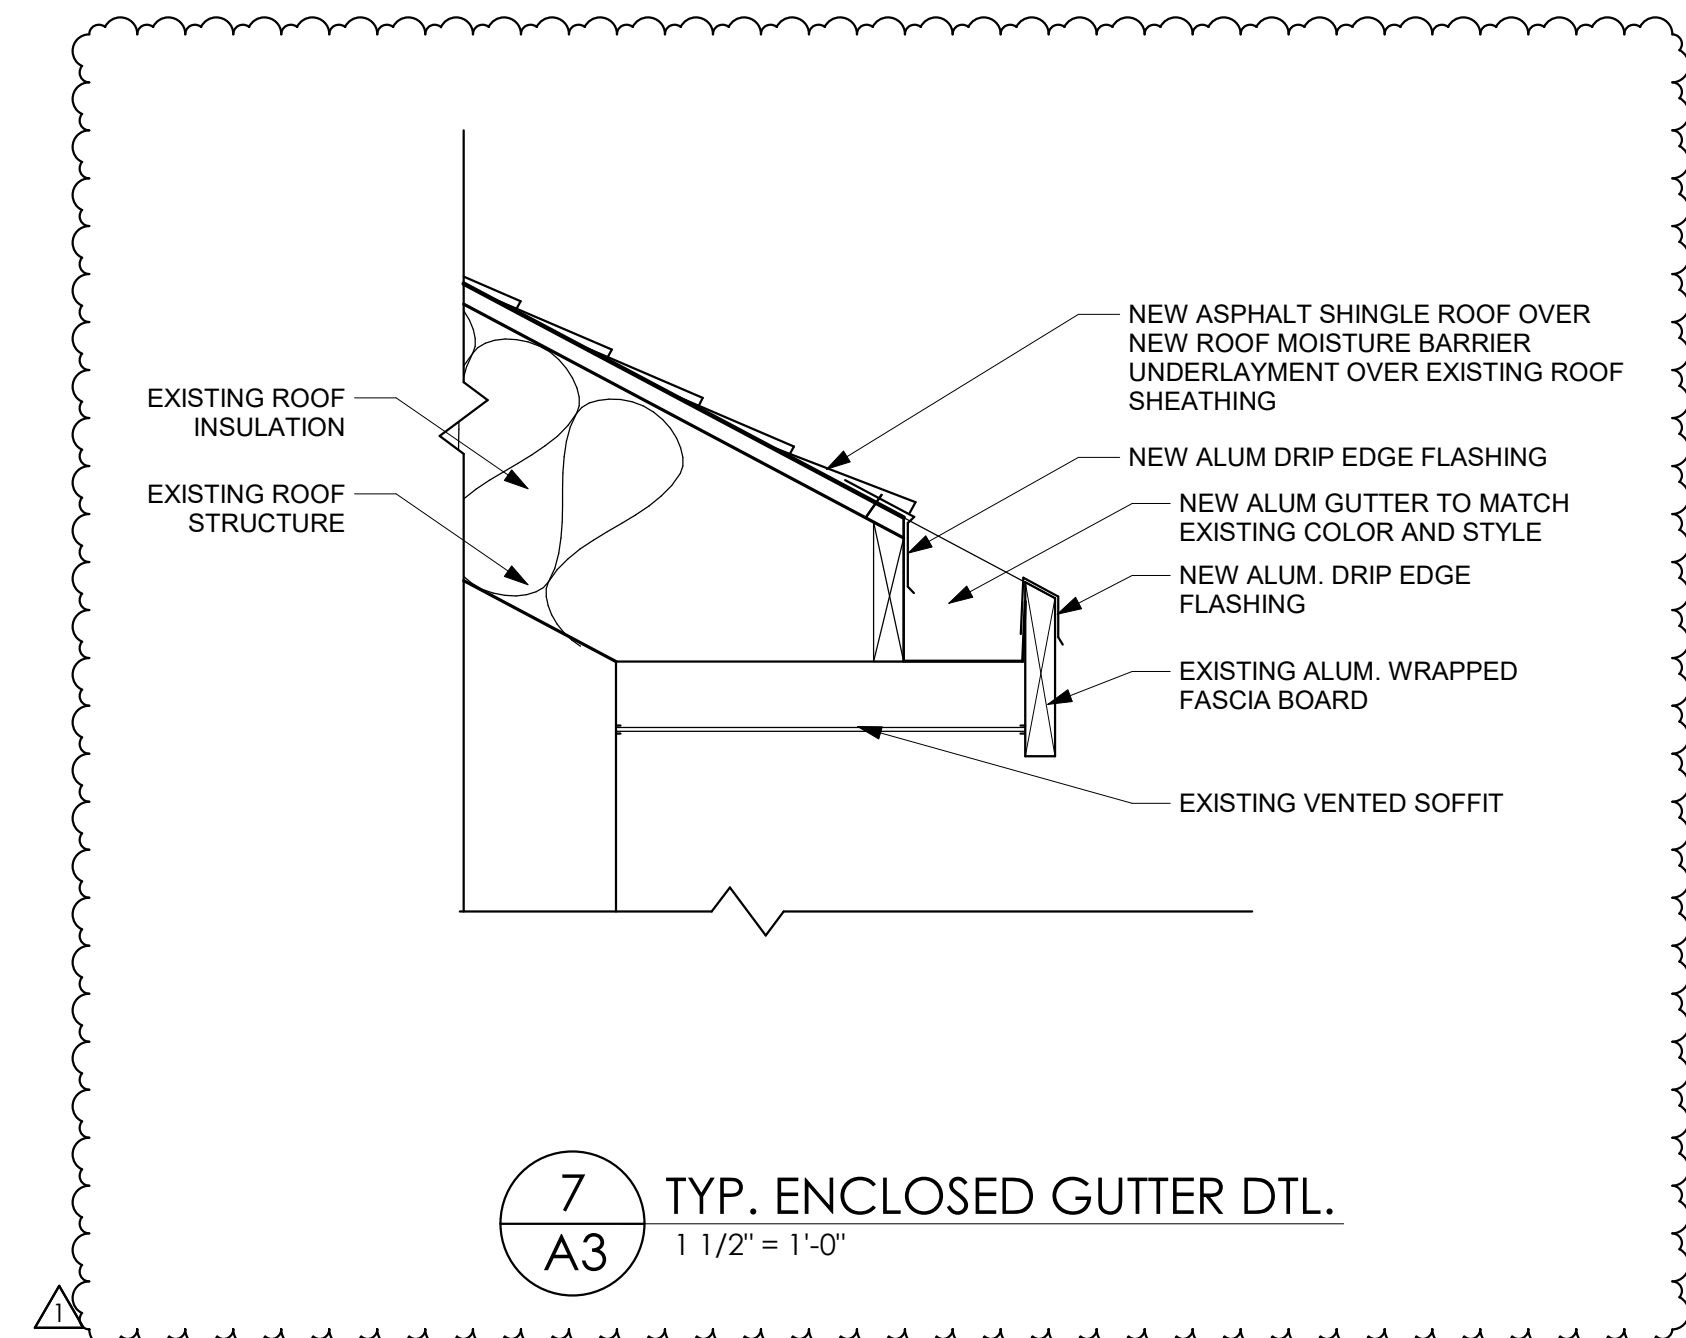 EXISTING ROOF
INSULATION
EXISTING ROOF
STRUCTURE
NEW ASPHALT SHINGLE ROOF OVER
NEW ROOF MOISTURE BARRIER
UNDERLAYMENT OVER EXISTING ROOF
SHEATHING
NEW ALUM DRIP EDGE FLASHING
NEW ALUM GUTTER TO MATCH
EXISTING COLOR AND STYLE
NEW ALUM. DRIP EDGE
FLASHING
EXISTING ALUM. WRAPPED
FASCIA BOARD
EXISTING VENTED SOFFIT
7
A3
TYP. ENCLOSED GUTTER DTL.
1 1/2" = 1'-0"
1